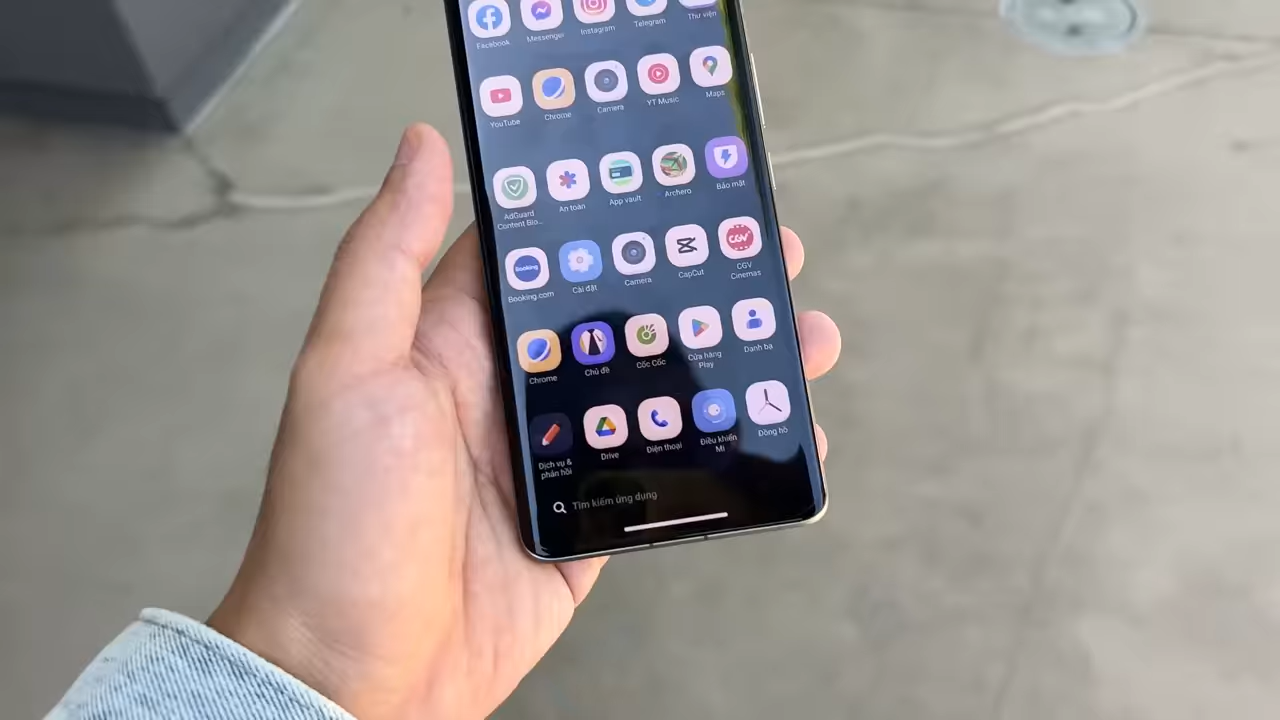 Facebook
Messenger
Instagram
Telegram
Thư viện
YouTube
Chrome
Camera
YT Music
Maps
AdGuard
Content Blo...
An toàn
App vault
Archero
Bảo mật
Booking
Booking.com
Cài đặt
Camera
CapCut
CGV
CGV
Cinemas
Chrome
Chủ đề
Cốc Cốc
Cửa hàng
Play
Danh bạ
Dịch vụ &
phản hồi
Drive
Điện thoại
Điều khiển
Mi
Đồng hồ
Tìm kiếm ứng dụng